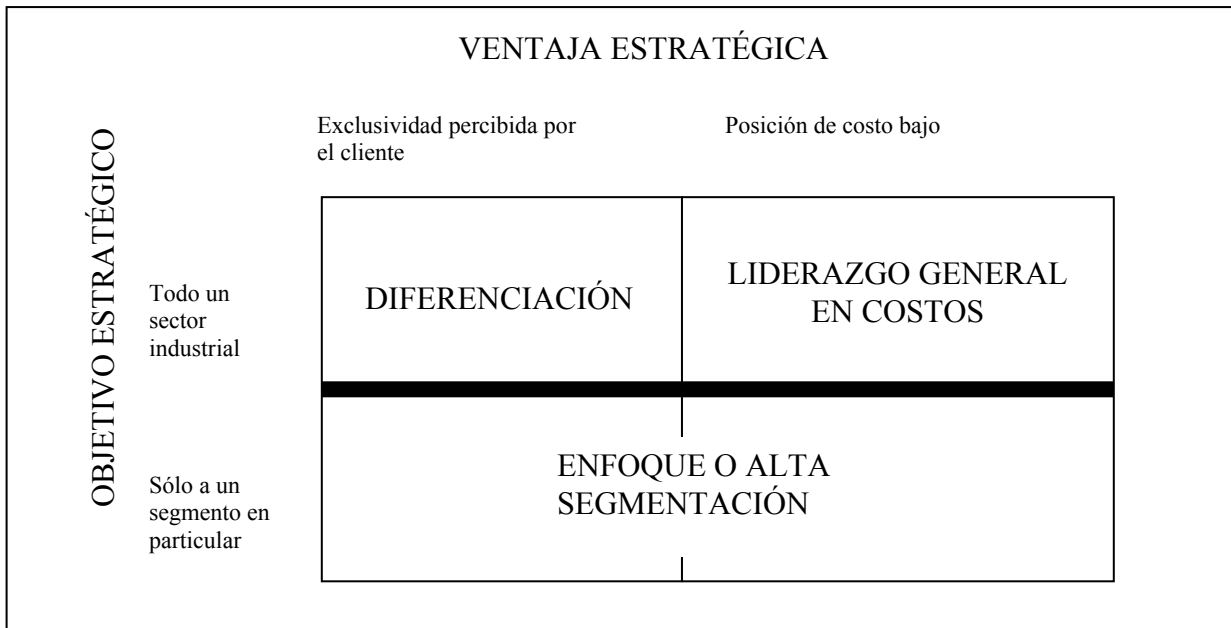 VENTAJA ESTRATÉGICA
Exclusividad percibida por
el cliente
Posición de costo bajo
OBJETIVO ESTRATÉGICO
Todo un
sector
industrial
DIFERENCIACIÓN
LIDERAZGO GENERAL
EN COSTOS
Sólo a un
segmento en
particular
ENFOQUE O ALTA
SEGMENTACIÓN